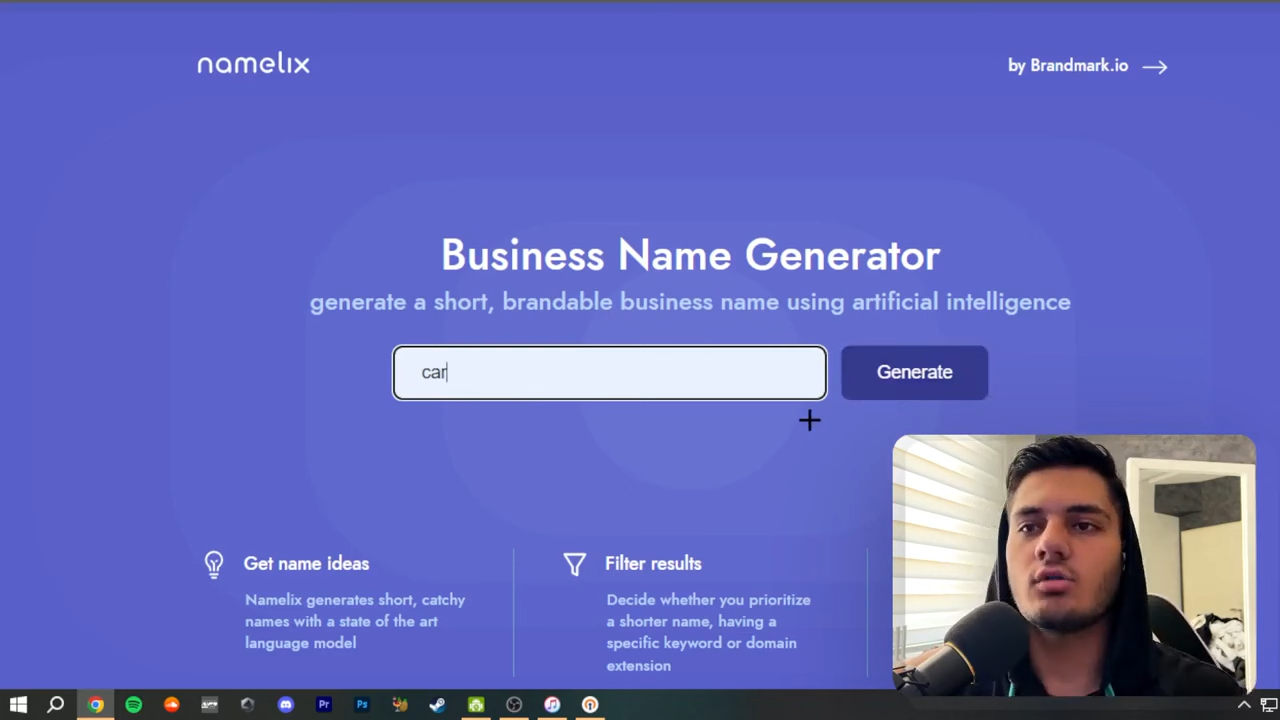 namelix
by Brandmark.io
Business Name Generator
generate a short, brandable business name using artificial intelligence
car
Generate
Get name ideas
Namelix generates short, catchy
names with a state of the art
language model
Filter results
Decide whether you prioritize
a shorter name, having a
specific keyword or domain
extension
Pr
Ps